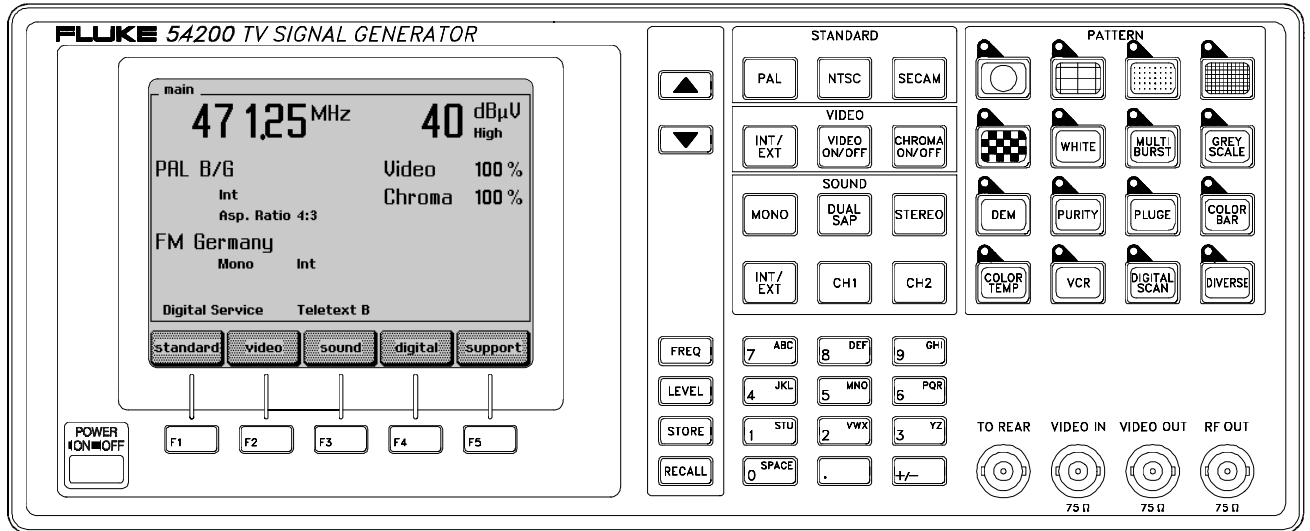 FLUKE 54200 TV SIGNAL GENERATOR
main
471,25 MHz 40 dBµV
High
PAL B/G Video 100 %
Int Chroma 100 %
Asp. Ratio 4:3
FM Germany
Mono Int
Digital Service Teletext B
standard video sound digital support
POWER
ON OFF
F1 F2 F3 F4 F5
FREQ
LEVEL
STORE
RECALL
STANDARD
PAL NTSC SECAM
VIDEO
INT/EXT VIDEO ON/OFF CHROMA ON/OFF
SOUND
MONO DUAL SAP STEREO
INT/EXT CH1 CH2
7 ABC 8 DEF 9 GHI
4 JKL 5 MNO 6 PQR
1 STU 2 VWX 3 YZ
0 SPACE . +/−
PATTERN
WHITE MULTI BURST GREY SCALE
DEM PURITY PLUGE COLOR BAR
COLOR TEMP VCR DIGITAL SCAN DIVERSE
TO REAR VIDEO IN VIDEO OUT RF OUT
75 Ω 75 Ω 75 Ω